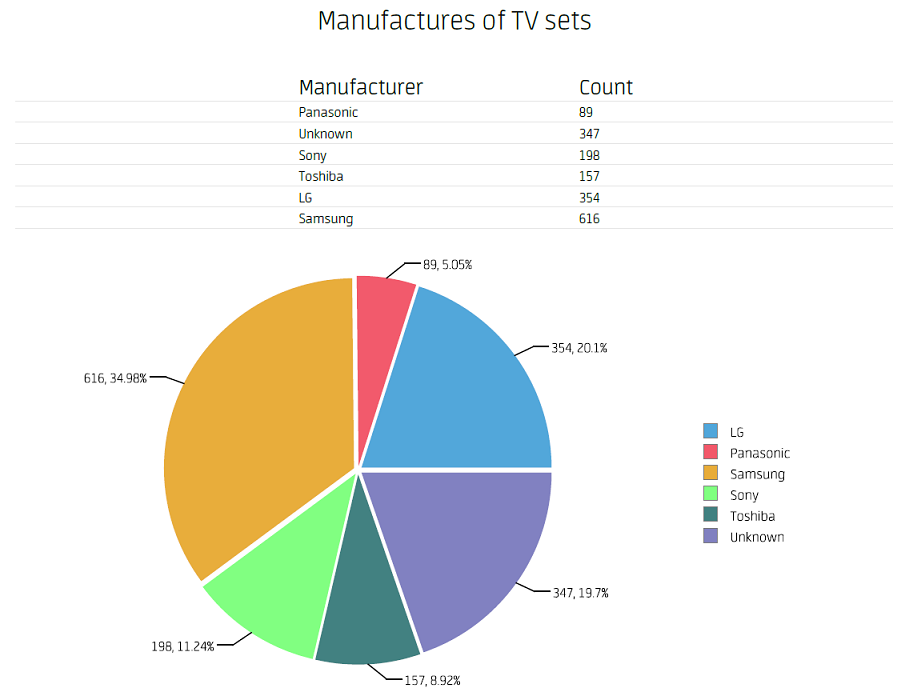 Manufactures of TV sets
Manufacturer Count
Panasonic 89
Unknown 347
Sony 198
Toshiba 157
LG 354
Samsung 616
89, 5.05%
354, 20.1%
616, 34.98%
LG
Panasonic
Samsung
Sony
Toshiba
Unknown
347, 19.7%
198, 11.24%
157, 8.92%